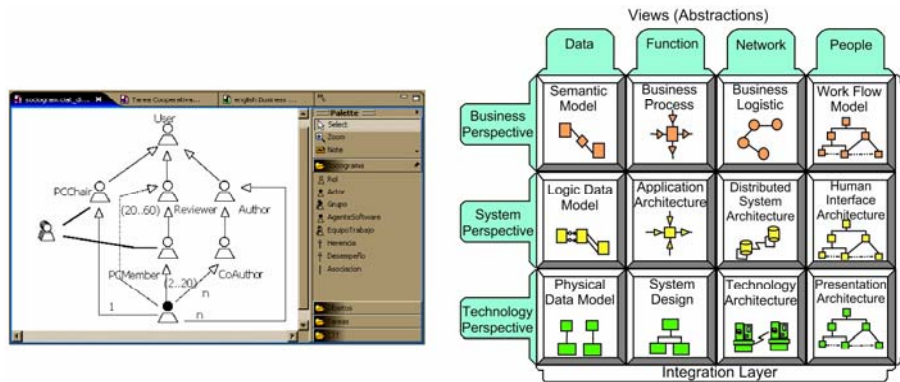 Tarea Cooperativa...
english Business ...
User
PCChair
(20..60)
Reviewer
Author
PCMember
(2..20)
CoAuthor
n
1
n
Palette
Select
Zoom
Note
Sociograma
Rol
Actor
Grupo
AgenteSoftware
EquipoTrabajo
Herencia
Desempeño
Asociacion
Views (Abstractions)
Data
Function
Network
People
Business
Perspective
Semantic
Model
Business
Process
Business
Logistic
Work Flow
Model
System
Perspective
Logic Data
Model
Application
Architecture
Distributed
System
Architecture
Human
Interface
Architecture
Technology
Perspective
Physical
Data Model
System
Design
Technology
Architecture
Presentation
Architecture
Integration Layer